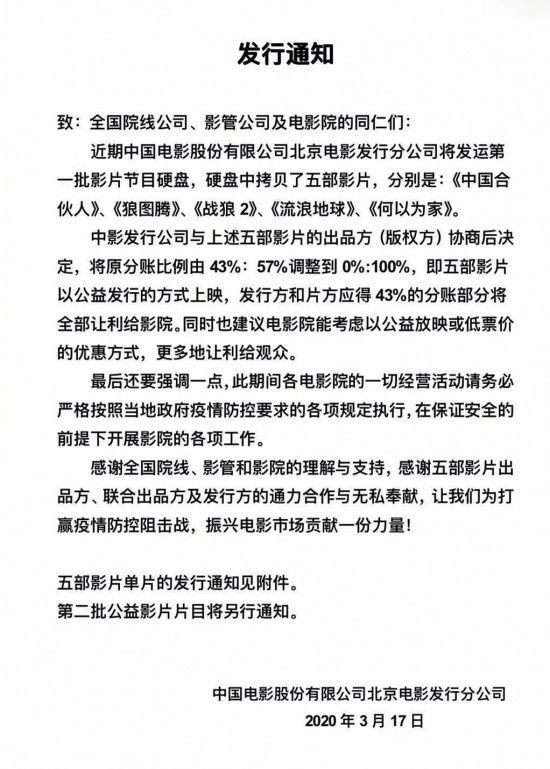 发行通知
致：全国院线公司、影管公司及电影院的同仁们：
近期中国电影股份有限公司北京电影发行分公司将发运第
一批影片节目硬盘，硬盘中拷贝了五部影片，分别是：《中国合
伙人》、《狼图腾》、《战狼 2》、《流浪地球》、《何以为家》。
中影发行公司与上述五部影片的出品方（版权方）协商后决
定，将原分账比例由 43%：57%调整到 0%:100%，即五部影片
以公益发行的方式上映，发行方和片方应得 43%的分账部分将
全部让利给影院。同时也建议电影院能考虑以公益放映或低票价
的优惠方式，更多地让利给观众。
最后还要强调一点，此期间各电影院的一切经营活动请务必
严格按照当地政府疫情防控要求的各项规定执行，在保证安全的
前提下开展影院的各项工作。
感谢全国院线、影管和影院的理解与支持，感谢五部影片出
品方、联合出品方及发行方的通力合作与无私奉献，让我们为打
赢疫情防控阻击战，振兴电影市场贡献一份力量！
五部影片单片的发行通知见附件。
第二批公益影片片目将另行通知。
中国电影股份有限公司北京电影发行分公司
2020 年 3 月 17 日